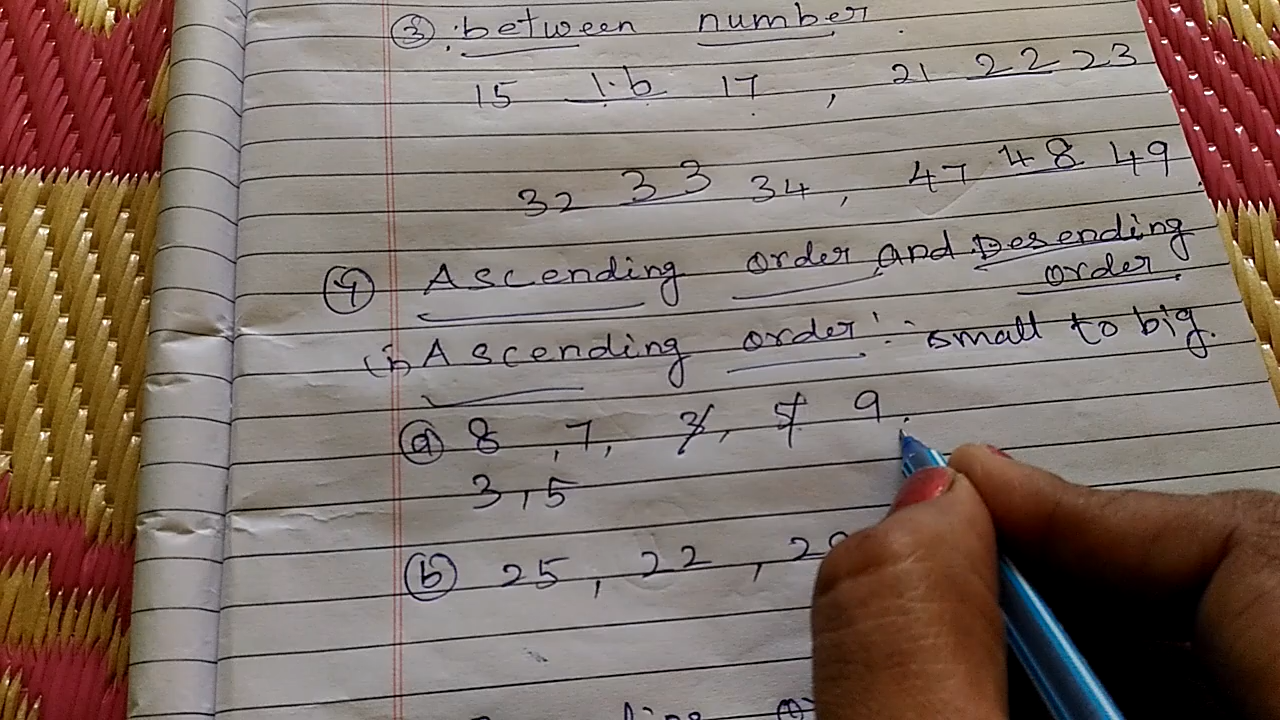 ③ between number.
15 16 17 , 21 22 23
32 33 34 , 47 48 49
④ Ascending order and Desending
order.
(i) Ascending order :- small to big.
ⓐ 8 , 7 , 3 , 5 9 .
3 , 5
ⓑ 25 , 22 ,